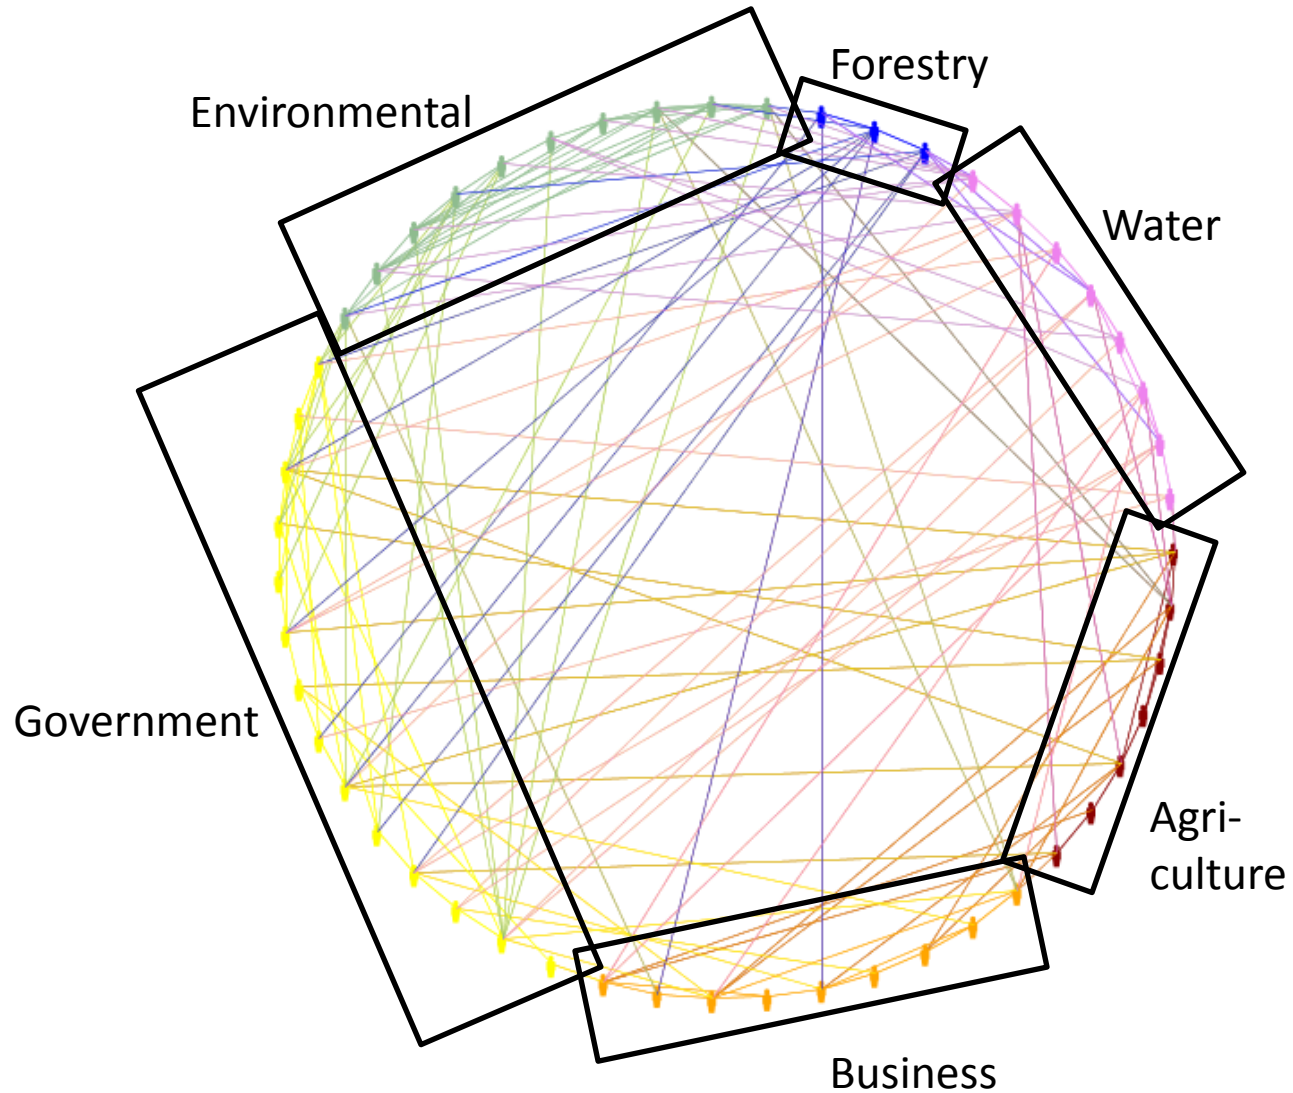 Forestry
Environmental
Water
Government
Agri-
culture
Business